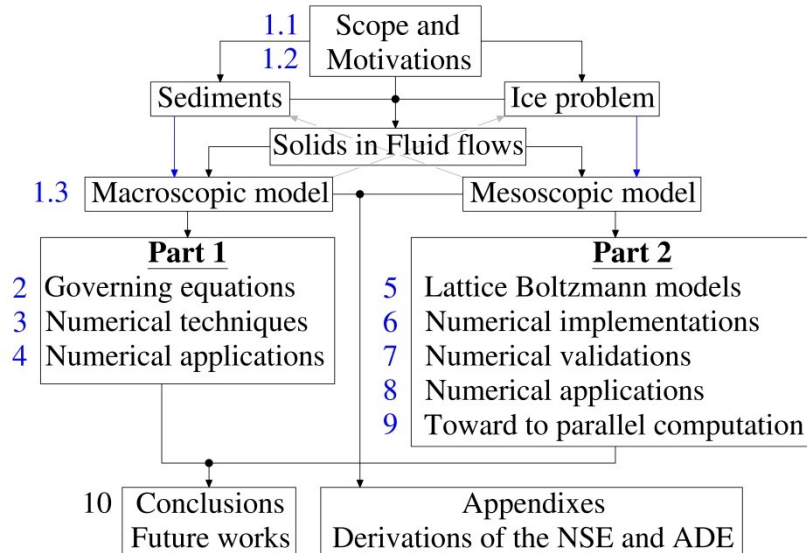 1.1 Scope and
1.2 Motivations
Sediments
Ice problem
Solids in Fluid flows
1.3 Macroscopic model
Mesoscopic model
Part 1
2 Governing equations
3 Numerical techniques
4 Numerical applications
Part 2
5 Lattice Boltzmann models
6 Numerical implementations
7 Numerical validations
8 Numerical applications
9 Toward to parallel computation
10 Conclusions
Future works
Appendixes
Derivations of the NSE and ADE